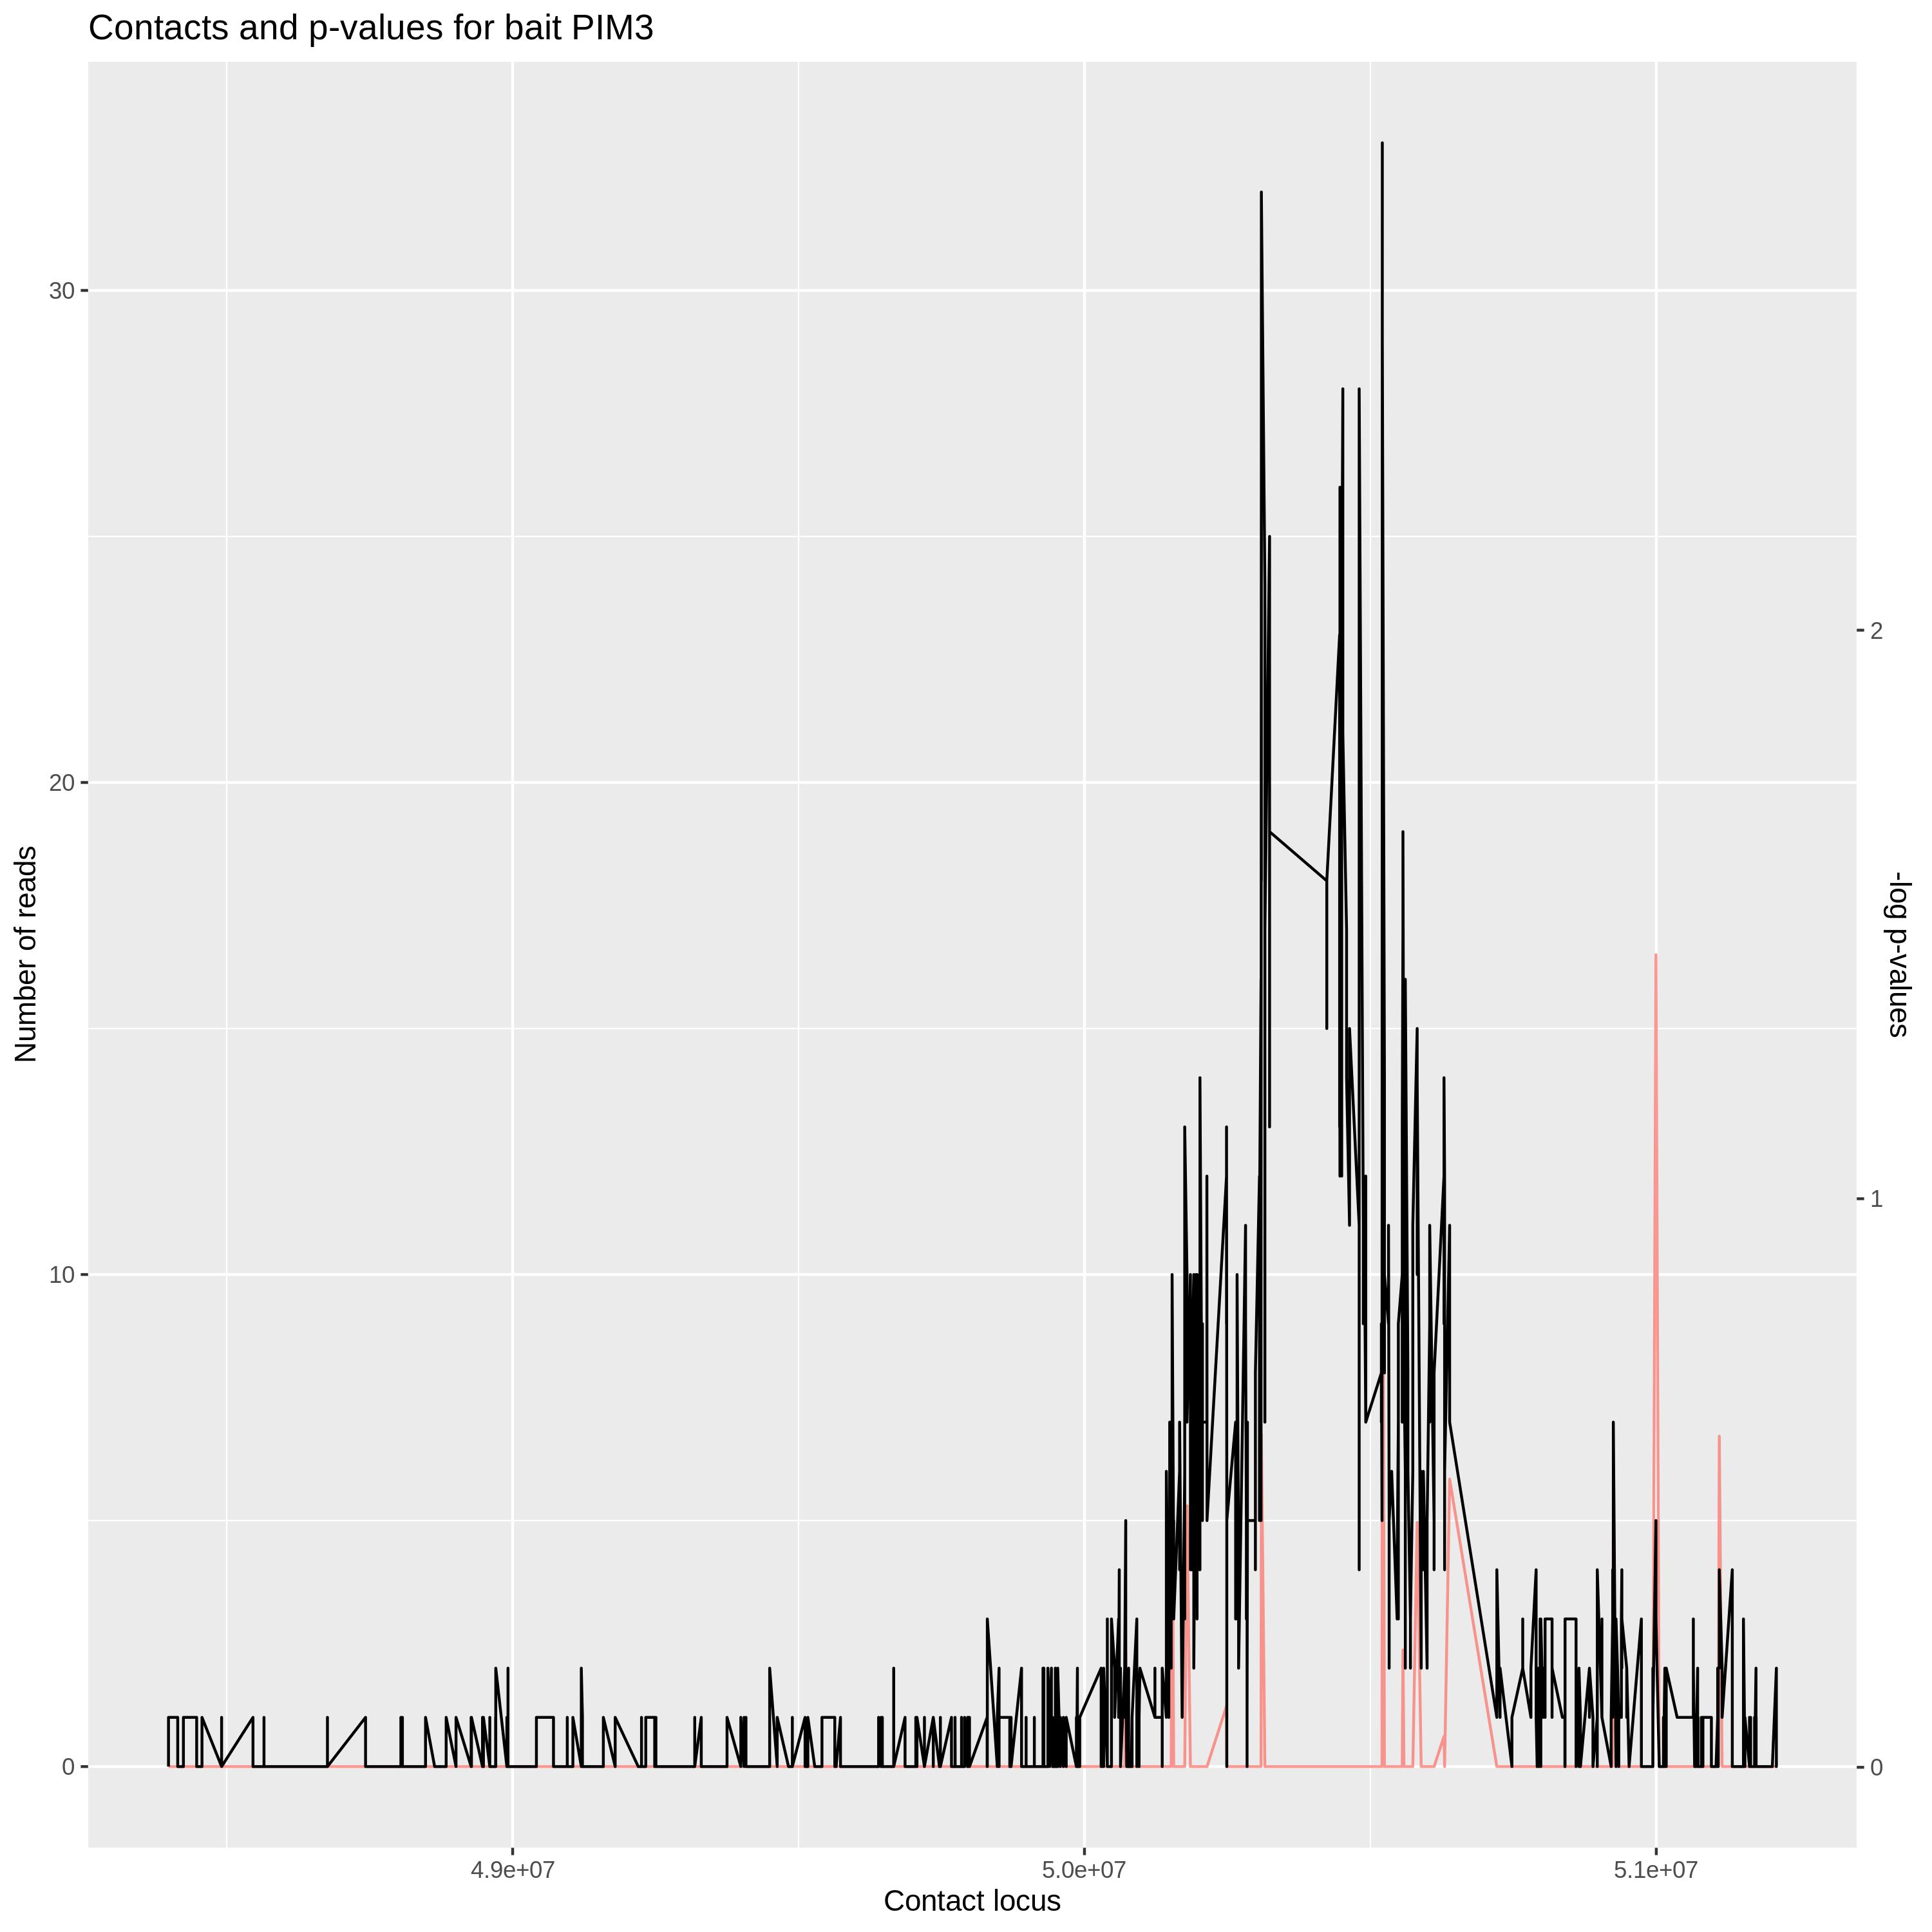 Contacts and p-values for bait PIM3
30
20
10
0
Number of reads
2
1
0
-log p-values
4.9e+07
5.0e+07
5.1e+07
Contact locus